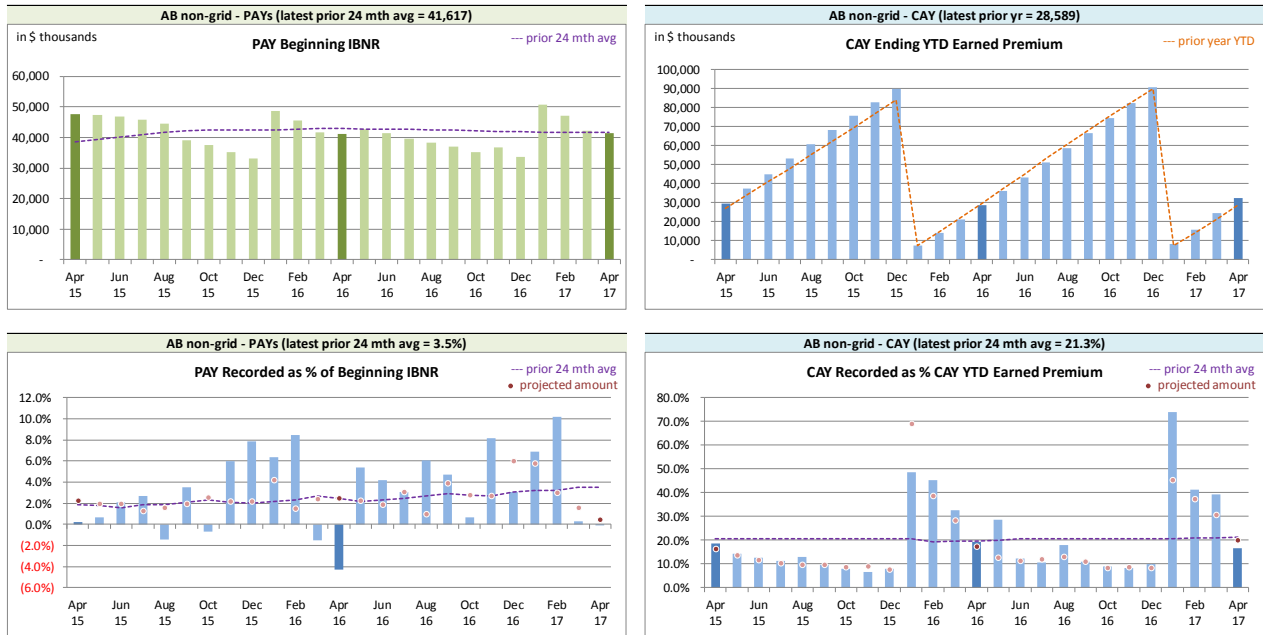 AB non-grid - PAYs (latest prior 24 mth avg = 41,617)
in $ thousands
PAY Beginning IBNR
--- prior 24 mth avg
60,000
50,000
40,000
30,000
20,000
10,000
-
Apr Jun Aug Oct Dec Feb Apr Jun Aug Oct Dec Feb Apr
15 15 15 15 15 16 16 16 16 16 16 17 17
AB non-grid - CAY (latest prior yr = 28,589)
in $ thousands
CAY Ending YTD Earned Premium
--- prior year YTD
100,000
90,000
80,000
70,000
60,000
50,000
40,000
30,000
20,000
10,000
-
Apr Jun Aug Oct Dec Feb Apr Jun Aug Oct Dec Feb Apr
15 15 15 15 15 16 16 16 16 16 16 17 17
AB non-grid - PAYs (latest prior 24 mth avg = 3.5%)
PAY Recorded as % of Beginning IBNR
--- prior 24 mth avg
projected amount
12.0%
10.0%
8.0%
6.0%
4.0%
2.0%
0.0%
(2.0%)
(4.0%)
(6.0%)
Apr Jun Aug Oct Dec Feb Apr Jun Aug Oct Dec Feb Apr
15 15 15 15 15 16 16 16 16 16 16 17 17
AB non-grid - CAY (latest prior 24 mth avg = 21.3%)
CAY Recorded as % CAY YTD Earned Premium
--- prior 24 mth avg
projected amount
80.0%
70.0%
60.0%
50.0%
40.0%
30.0%
20.0%
10.0%
0.0%
Apr Jun Aug Oct Dec Feb Apr Jun Aug Oct Dec Feb Apr
15 15 15 15 15 16 16 16 16 16 16 17 17